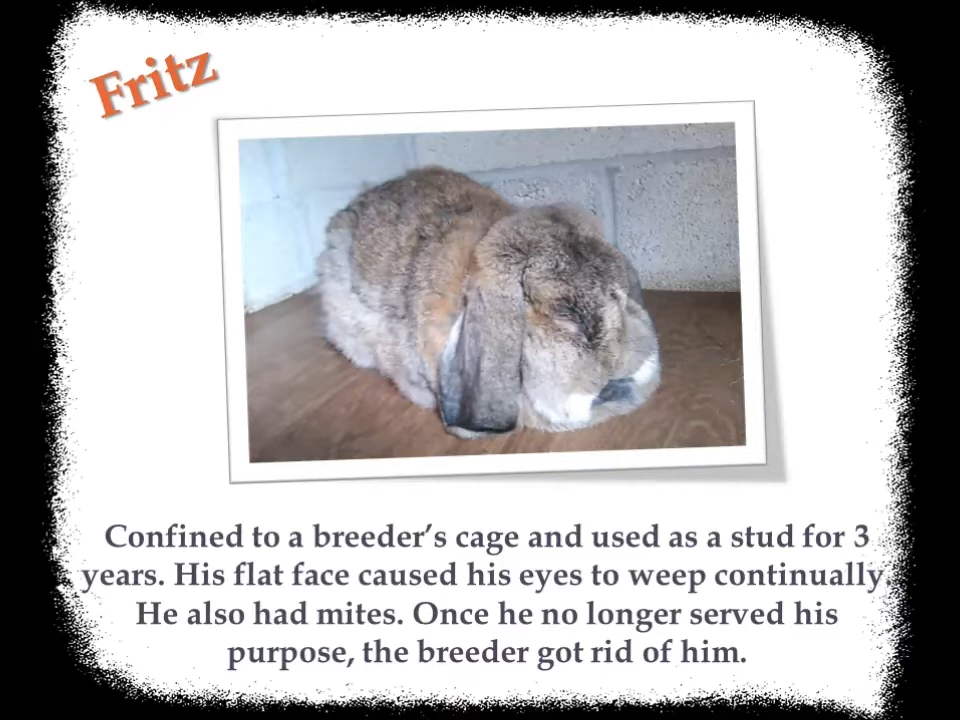 Fritz
Confined to a breeder’s cage and used as a stud for 3
years. His flat face caused his eyes to weep continually.
He also had mites. Once he no longer served his
purpose, the breeder got rid of him.